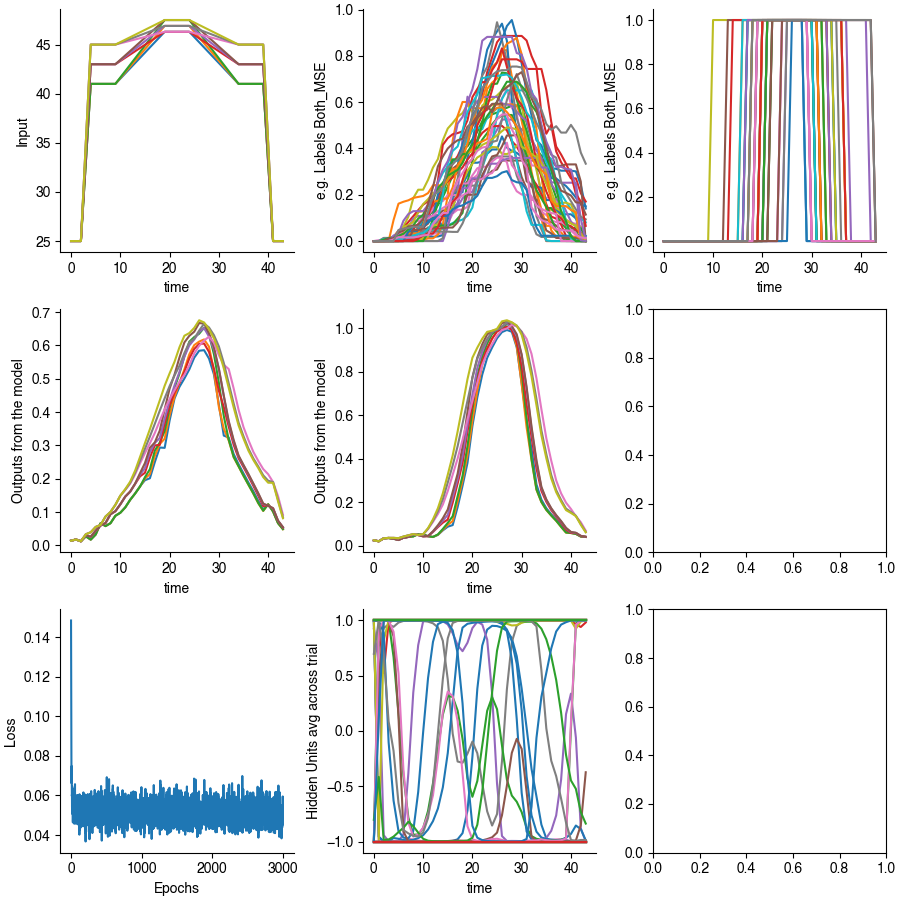 45
40
35
30
25
Input
0 10 20 30 40
time
1.0
0.8
0.6
0.4
0.2
0.0
e.g. Labels Both_MSE
0 10 20 30 40
time
1.0
0.8
0.6
0.4
0.2
0.0
e.g. Labels Both_MSE
0 10 20 30 40
time
0.7
0.6
0.5
0.4
0.3
0.2
0.1
0.0
Outputs from the model
0 10 20 30 40
time
1.0
0.8
0.6
0.4
0.2
0.0
Outputs from the model
0 10 20 30 40
time
1.0
0.8
0.6
0.4
0.2
0.0
0.0 0.2 0.4 0.6 0.8 1.0
0.14
0.12
0.10
0.08
0.06
0.04
Loss
0 1000 2000 3000
Epochs
1.0
0.5
0.0
−0.5
−1.0
Hidden Units avg across trial
0 10 20 30 40
time
1.0
0.8
0.6
0.4
0.2
0.0
0.0 0.2 0.4 0.6 0.8 1.0